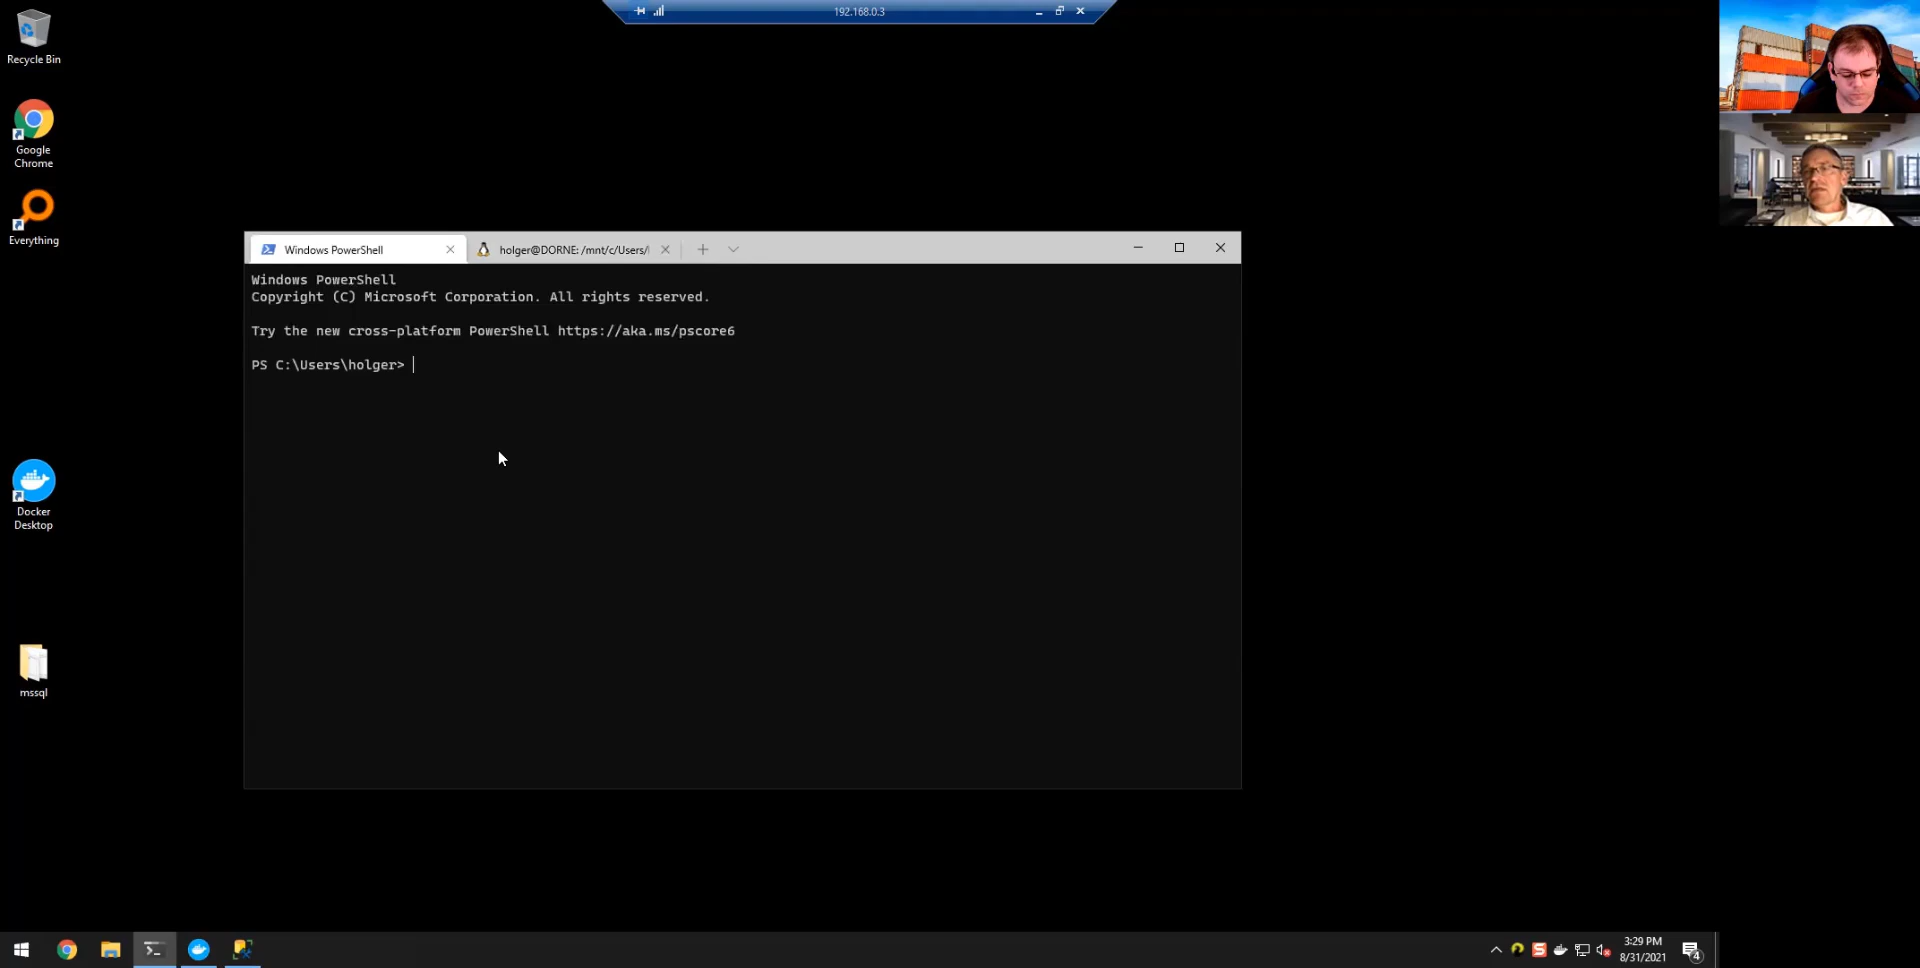 192.168.0.3
Recycle Bin
Google
Chrome
Everything
Docker
Desktop
mssql
Windows PowerShell
holger@DORNE: /mnt/c/Users/
Windows PowerShell
Copyright (C) Microsoft Corporation. All rights reserved.
Try the new cross-platform PowerShell https://aka.ms/pscore6
PS C:\Users\holger>
3:29 PM
8/31/2021
4